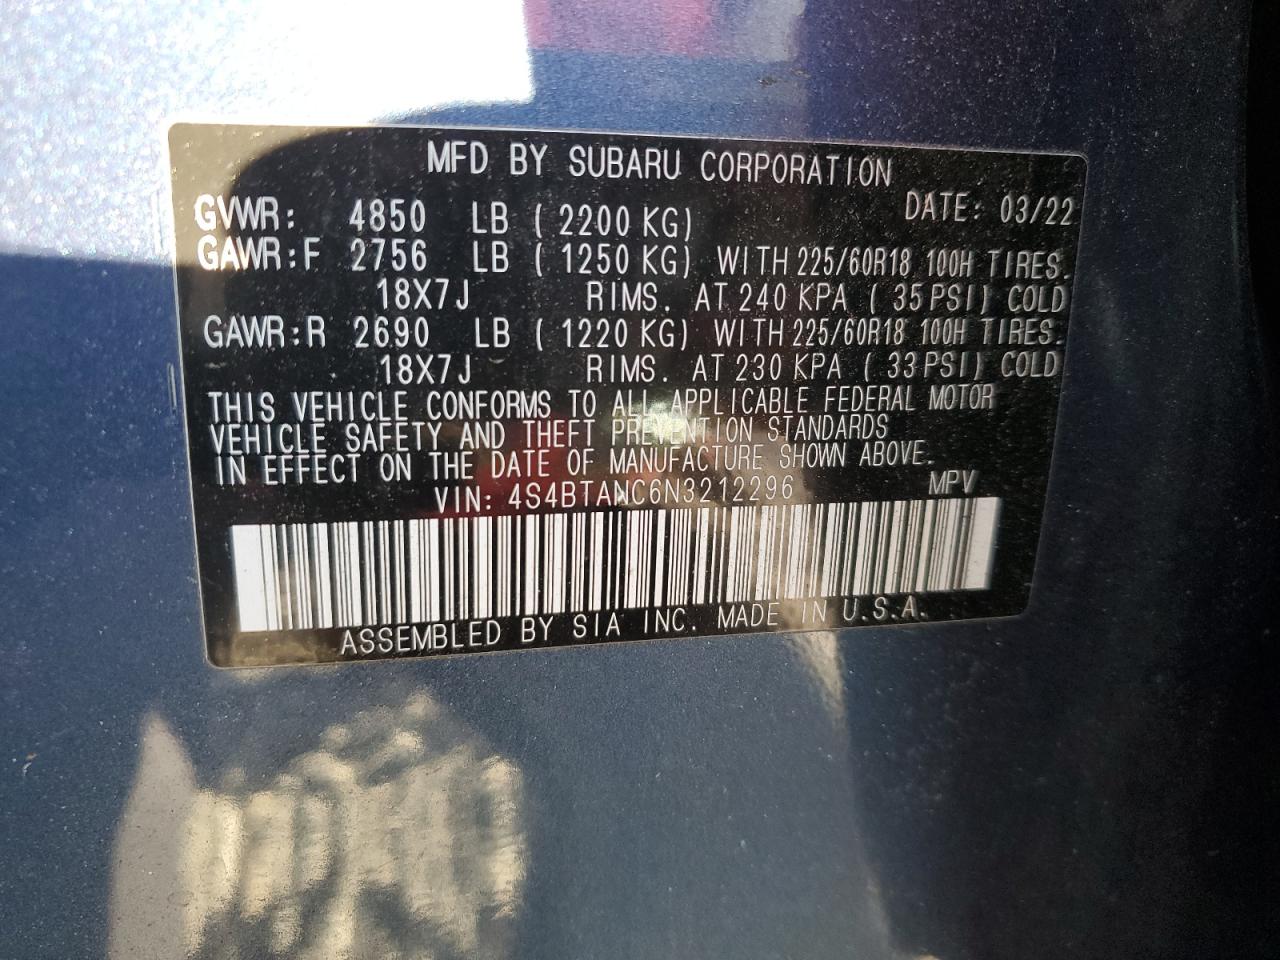 MFD BY SUBARU CORPORATION
GVWR: 4850 LB ( 2200 KG) DATE: 03/22
GAWR:F 2756 LB ( 1250 KG) WITH 225/60R18 100H TIRES.
18X7J RIMS. AT 240 KPA ( 35 PSI) COLD
GAWR:R 2690 LB ( 1220 KG) WITH 225/60R18 100H TIRES.
18X7J RIMS. AT 230 KPA ( 33 PSI) COLD
THIS VEHICLE CONFORMS TO ALL APPLICABLE FEDERAL MOTOR
VEHICLE SAFETY AND THEFT PREVENTION STANDARDS
IN EFFECT ON THE DATE OF MANUFACTURE SHOWN ABOVE.
VIN: 4S4BTANC6N3212296 MPV
ASSEMBLED BY SIA INC. MADE IN U.S.A.